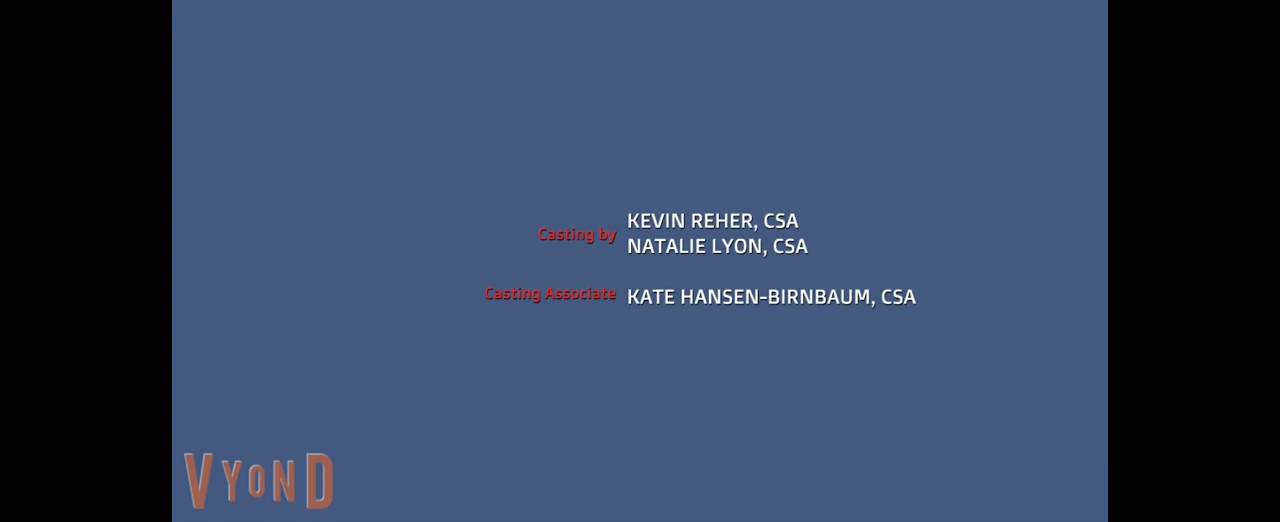 Casting by
KEVIN REHER, CSA
NATALIE LYON, CSA
Casting Associate
KATE HANSEN-BIRNBAUM, CSA
VYOND